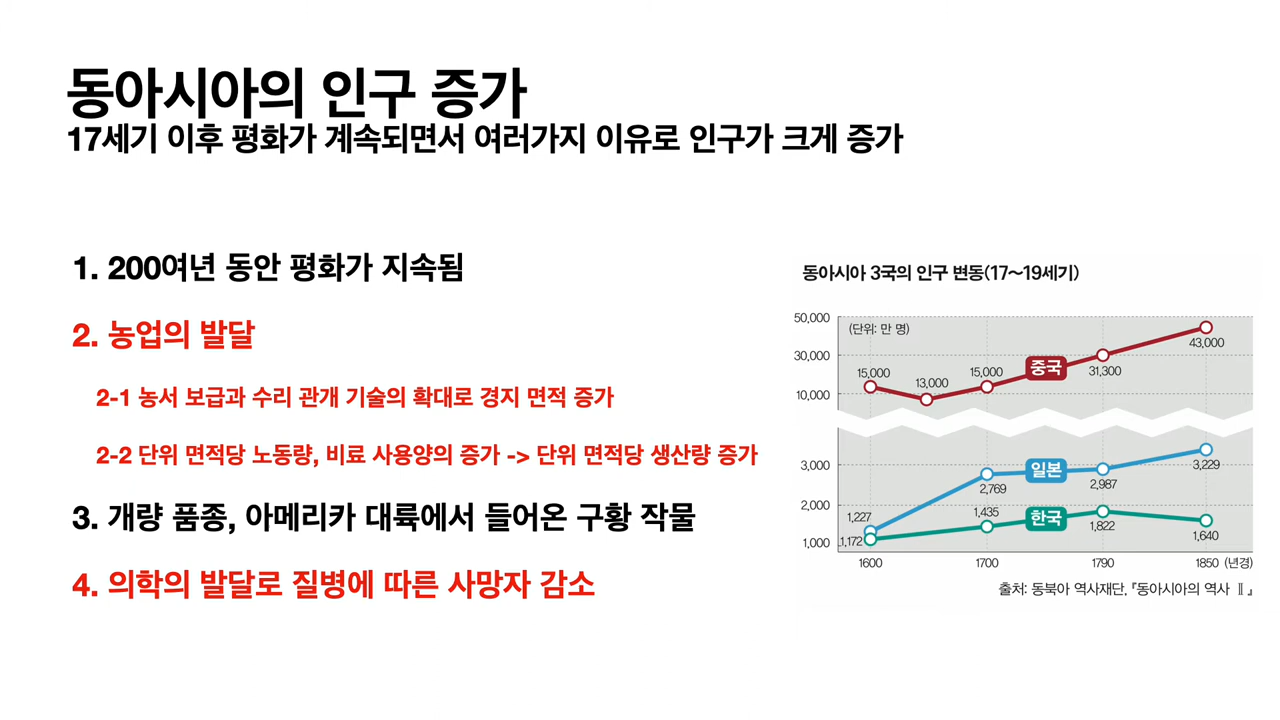 동아시아의 인구 증가
17세기 이후 평화가 계속되면서 여러가지 이유로 인구가 크게 증가
1. 200여년 동안 평화가 지속됨
2. 농업의 발달
2-1 농서 보급과 수리 관개 기술의 확대로 경지 면적 증가
2-2 단위 면적당 노동량, 비료 사용양의 증가 -> 단위 면적당 생산량 증가
3. 개량 품종, 아메리카 대륙에서 들어온 구황 작물
4. 의학의 발달로 질병에 따른 사망자 감소
동아시아 3국의 인구 변동(17~19세기)
50,000
(단위: 만 명)
43,000
30,000
중국
31,300
15,000
13,000
15,000
10,000
3,000
일본
3,229
2,769
2,987
2,000
1,227
1,435
한국
1,822
1,640
1,000
1,172
1600
1700
1790
1850 (년경)
출처: 동북아 역사재단, 『동아시아의 역사 Ⅱ』